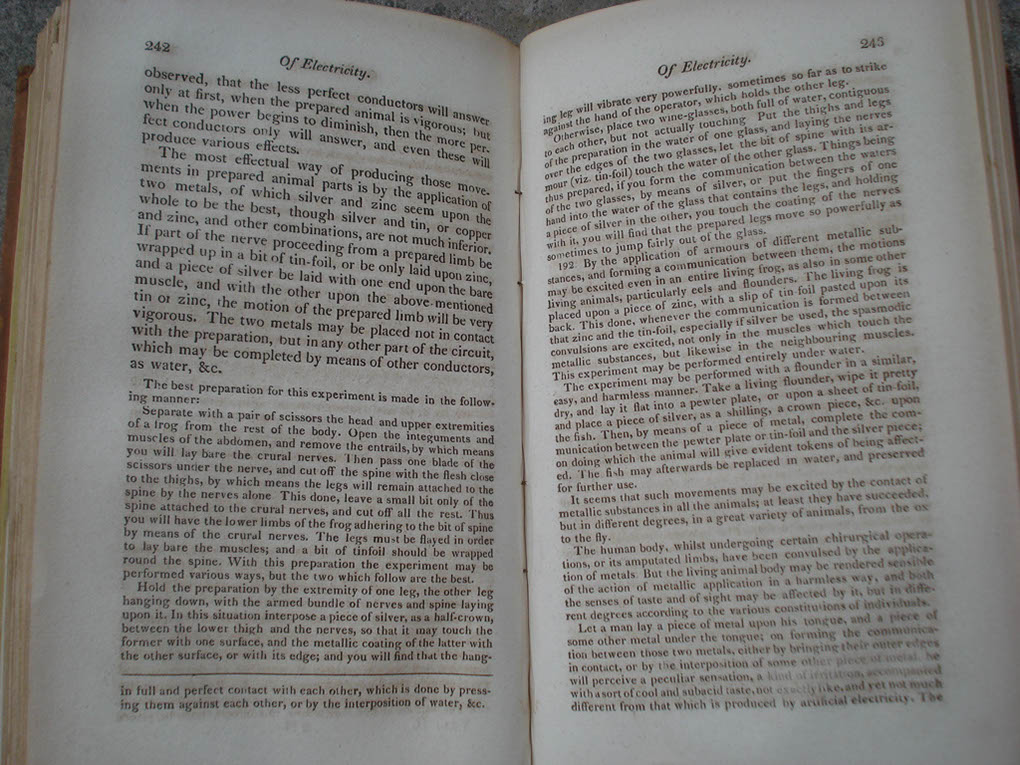 242
Of Electricity.
observed, that the less perfect conductors will answer
only at first, when the prepared animal is vigorous; but
when the power begins to diminish, then the more per-
fect conductors only will answer, and even these will
produce various effects.
The most effectual way of producing those move-
ments in prepared animal parts is by the application of
two metals, of which silver and zinc seem upon the
whole to be the best, though silver and tin, or copper
and zinc, and other combinations, are not much inferior.
If part of the nerve proceeding from a prepared limb be
wrapped up in a bit of tin-foil, or be only laid upon zinc,
and a piece of silver be laid with one end upon the bare
muscle, and with the other upon the above-mentioned
tin or zinc, the motion of the prepared limb will be very
vigorous. The two metals may be placed not in contact
with the preparation, but in any other part of the circuit,
which may be completed by means of other conductors,
as water, &c.
The best preparation for this experiment is made in the follow-
ing manner:
Separate with a pair of scissors the head and upper extremities
of a frog from the rest of the body. Open the integuments and
muscles of the abdomen, and remove the entrails, by which means
you will lay bare the crural nerves. Then pass one blade of the
scissors under the nerve, and cut off the spine with the flesh close
to the thighs, by which means the legs will remain attached to the
spine by the nerves alone This done, leave a small bit only of the
spine attached to the crural nerves, and cut off all the rest. Thus
you will have the lower limbs of the frog adhering to the bit of spine
by means of the crural nerves. The legs must be flayed in order
to lay bare the muscles; and a bit of tinfoil should be wrapped
round the spine. With this preparation the experiment may be
performed various ways, but the two which follow are the best.
Hold the preparation by the extremity of one leg, the other leg
hanging down, with the armed bundle of nerves and spine laying
upon it. In this situation interpose a piece of silver, as a half-crown,
between the lower thigh and the nerves, so that it may touch the
former with one surface, and the metallic coating of the latter with
the other surface, or with its edge; and you will find that the hang-
in full and perfect contact with each other, which is done by press-
ing them against each other, or by the interposition of water, &c.
Of Electricity.
243
ing leg will vibrate very powerfully. sometimes so far as to strike
against the hand of the operator, which holds the other leg.
Otherwise, place two wine-glasses, both full of water, contiguous
to each other, but not actually touching Put the thighs and legs
of the preparation in the water of one glass, and laying the nerves
over the edges of the two glasses, let the bit of spine with its ar-
mour (viz. tin-foil) touch the water of the other glass. Things being
thus prepared, if you form the communication between the waters
of the two glasses, by means of silver, or put the fingers of one
hand into the water of the glass that contains the legs, and holding
a piece of silver in the other, you touch the coating of the nerves
with it, you will find that the prepared legs move so powerfully as
sometimes to jump fairly out of the glass.
192 By the application of armours of different metallic sub-
stances, and forming a communication between them, the motions
may be excited even in an entire living frog, as also in some other
living animals, particularly eels and flounders. The living frog is
placed upon a piece of zinc, with a slip of tin-foil pasted upon its
back. This done, whenever the communication is formed between
that zinc and the tin-foil, especially if silver be used, the spasmodic
convulsions are excited, not only in the muscles which touch the
metallic substances, but likewise in the neighbouring muscles.
This experiment may be performed entirely under water.
The experiment may be performed with a flounder in a similar,
easy, and harmless manner. Take a living flounder, wipe it pretty
dry, and lay it flat into a pewter plate, or upon a sheet of tin-foil,
and place a piece of silver, as a shilling, a crown piece, &c. upon
the fish. Then, by means of a piece of metal, complete the com-
munication between the pewter plate or tin-foil and the silver piece;
on doing which the animal will give evident tokens of being affect-
ed. The fish may afterwards be replaced in water, and preserved
for further use.
It seems that such movements may be excited by the contact of
metallic substances in all the animals; at least they have succeeded,
but in different degrees, in a great variety of animals, from the ox
to the fly.
The human body, whilst undergoing certain chirurgical opera-
tions, or its amputated limbs, have been convulsed by the applica-
tion of metals But the living animal body may be rendered sensible
of the action of metallic application in a harmless way, and both
the senses of taste and of sight may be affected by it, but in diffe-
rent degrees according to the various constitutions of individuals.
Let a man lay a piece of metal upon his tongue, and a piece of
some other metal under the tongue; on forming the communica-
tion between those two metals, either by bringing their outer edges
in contact, or by the interposition of some other piece of metal, he
will perceive a peculiar sensation, a kind of irritation, accompanied
with a sort of cool and subacid taste, not exactly like, and yet not much
different from that which is produced by artificial electricity. The